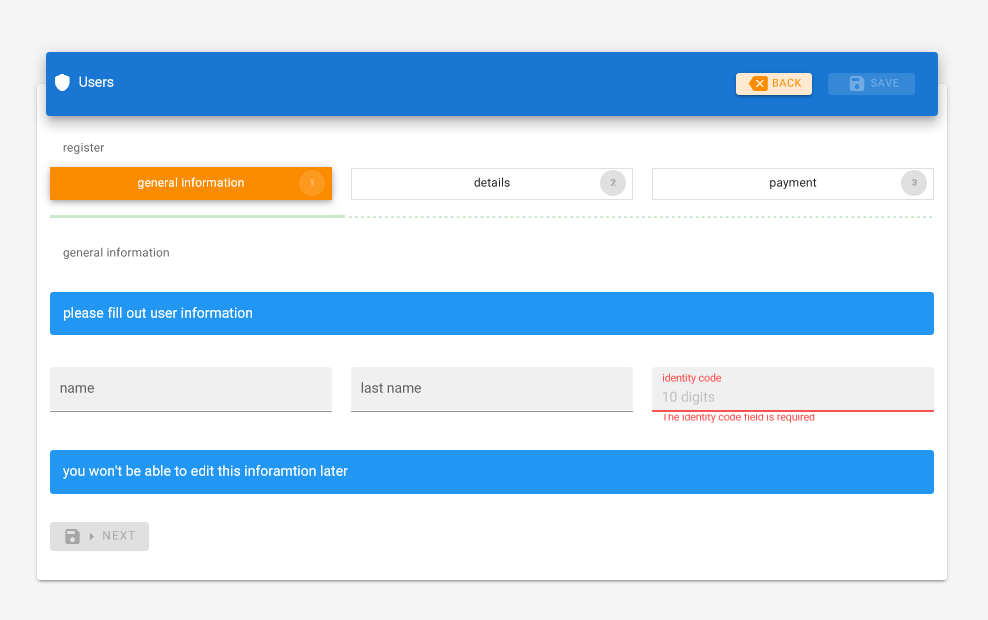 Users
BACK
SAVE
register
general information 1
details 2
payment 3
general information
please fill out user information
name
last name
identity code
10 digits
The identity code field is required
you won't be able to edit this inforamtion later
NEXT